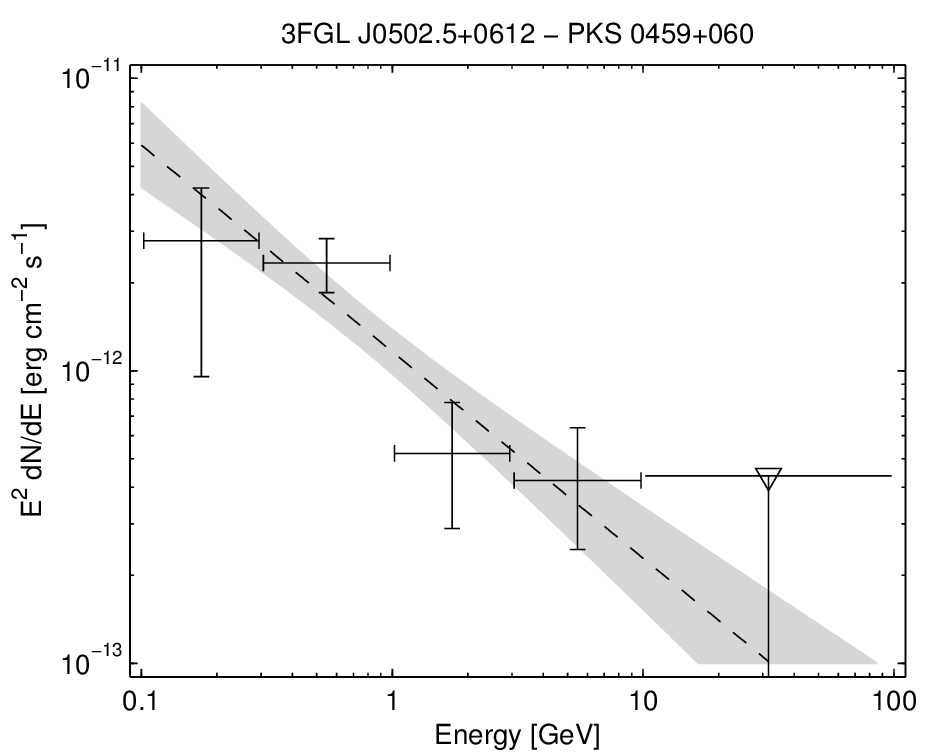 3FGL J0502.5+0612 − PKS 0459+060
10⁻¹¹
10⁻¹²
10⁻¹³
E² dN/dE [erg cm⁻² s⁻¹]
0.1 1 10 100
Energy [GeV]